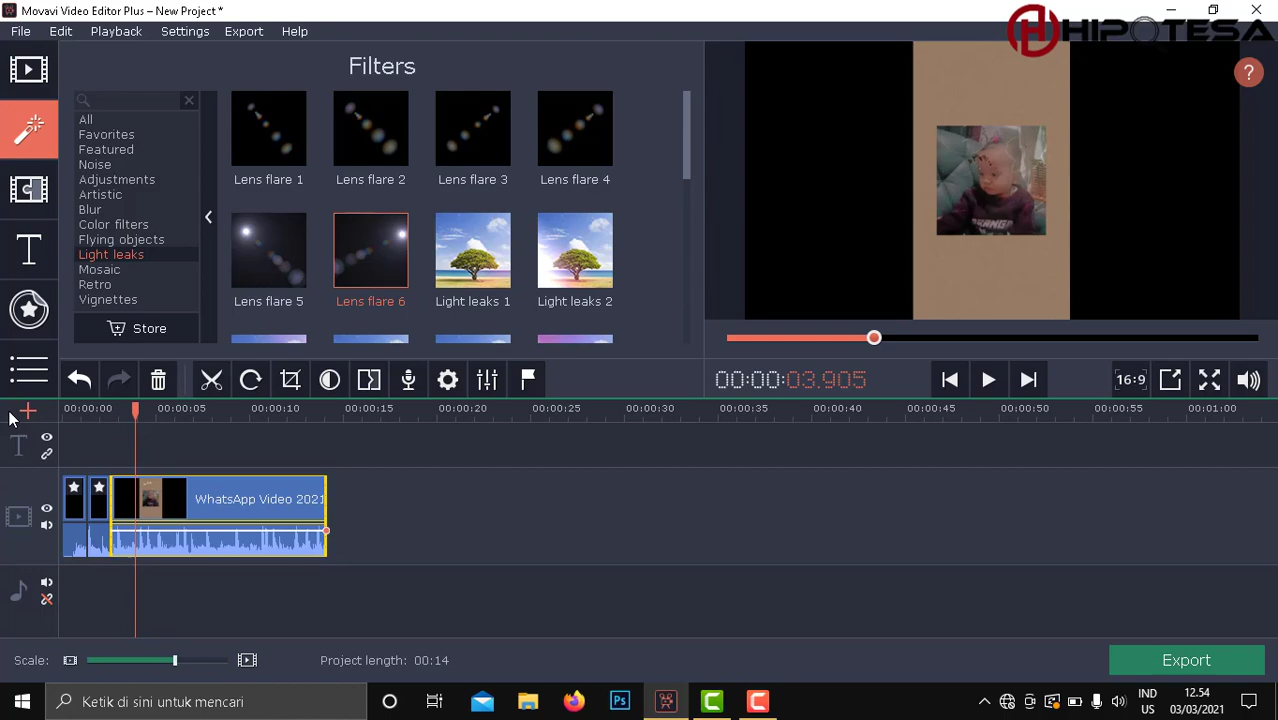 Movavi Video Editor Plus – New Project *
HIPOTESA
File Edit Playback Settings Export Help
Filters
?
All
Favorites
Featured
Noise
Adjustments
Artistic
Blur
Color filters
Flying objects
Light leaks
Mosaic
Retro
Vignettes
Store
Lens flare 1 Lens flare 2 Lens flare 3 Lens flare 4
Lens flare 5 Lens flare 6 Light leaks 1 Light leaks 2
00:00:03.905
16:9
00:00:00 00:00:05 00:00:10 00:00:15 00:00:20 00:00:25 00:00:30 00:00:35 00:00:40 00:00:45 00:00:50 00:00:55 00:01:00
T
WhatsApp Video 2021
Scale: Project length: 00:14 Export
Ketik di sini untuk mencari
Ps
IND
US
12.54
03/03/2021